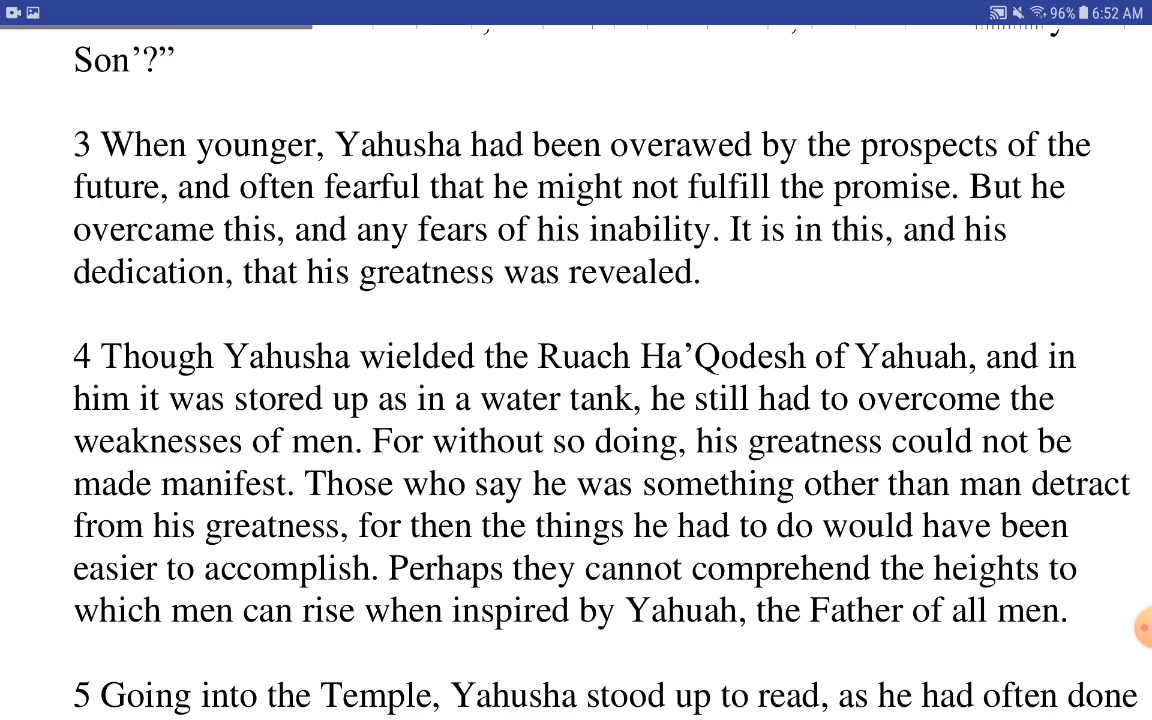 96% 6:52 AM
Son’?”
3 When younger, Yahusha had been overawed by the prospects of the
future, and often fearful that he might not fulfill the promise. But he
overcame this, and any fears of his inability. It is in this, and his
dedication, that his greatness was revealed.
4 Though Yahusha wielded the Ruach Ha’Qodesh of Yahuah, and in
him it was stored up as in a water tank, he still had to overcome the
weaknesses of men. For without so doing, his greatness could not be
made manifest. Those who say he was something other than man detract
from his greatness, for then the things he had to do would have been
easier to accomplish. Perhaps they cannot comprehend the heights to
which men can rise when inspired by Yahuah, the Father of all men.
5 Going into the Temple, Yahusha stood up to read, as he had often done